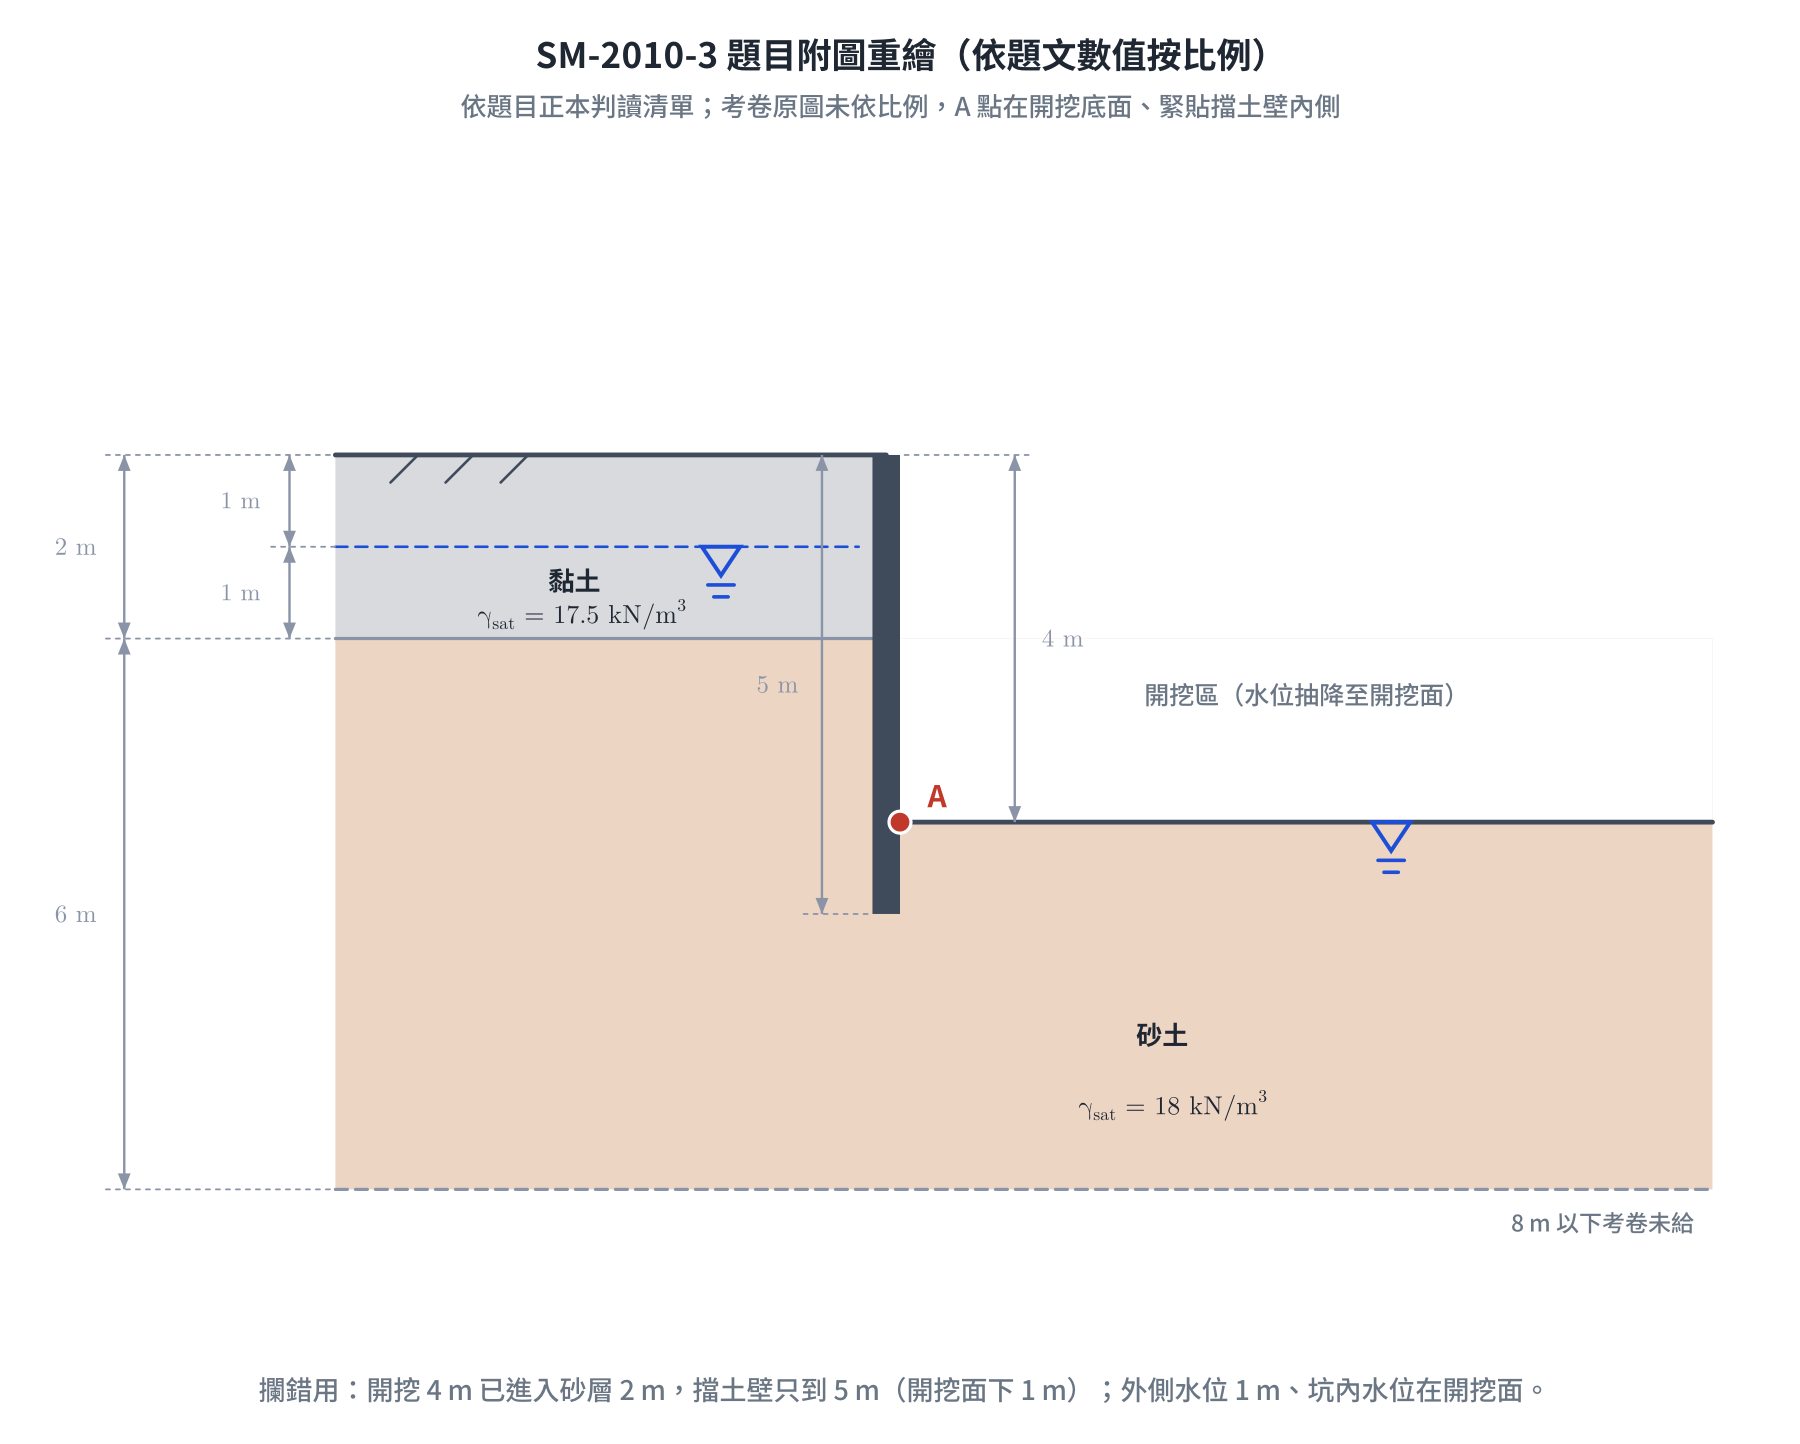 SM-2010-3 題目附圖重繪（依題文數值按比例）
依題目正本判讀清單；考卷原圖未依比例，A 點在開挖底面、緊貼擋土壁內側
1 m
2 m
1 m
黏土
γsat = 17.5 kN/m³
4 m
5 m
開挖區（水位抽降至開挖面）
A
6 m
砂土
γsat = 18 kN/m³
8 m 以下考卷未給
攔錯用：開挖 4 m 已進入砂層 2 m，擋土壁只到 5 m（開挖面下 1 m）；外側水位 1 m、坑內水位在開挖面。